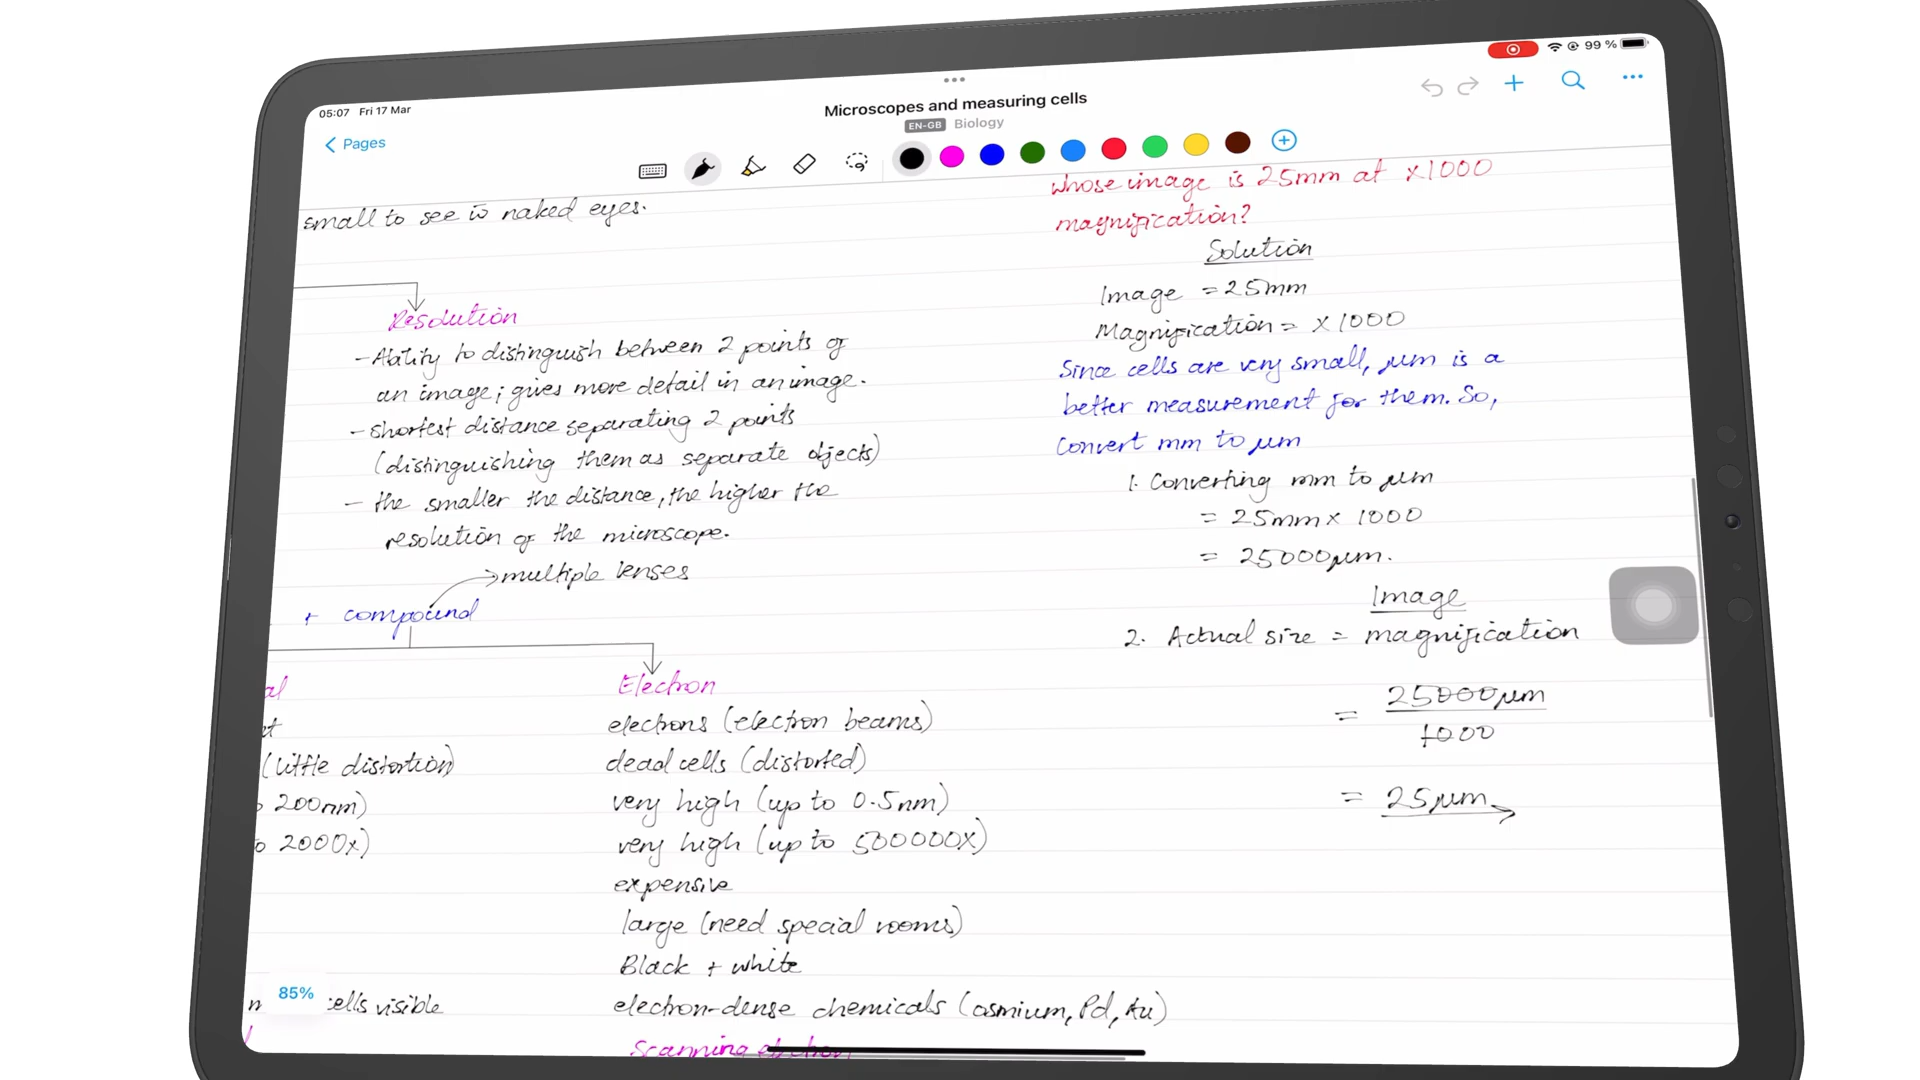 05:07 Fri 17 Mar
99 %
Pages
Microscopes and measuring cells
EN-GB Biology
small to see w naked eyes.
Resolution
- Ability to distinguish between 2 points of
an image; gives more detail in an image.
- shortest distance separating 2 points
(distinguishing them as separate objects)
- the smaller the distance, the higher the
resolution of the microscope.
multiple lenses
+ compound
al
(little distortion)
200nm)
2000x)
cells visible
Electron
electrons (electron beams)
dead cells (distorted)
very high (up to 0.5nm)
very high (up to 500000X)
expensive
large (need special rooms)
Black + white
electron-dense chemicals (osmium, Pd, Au)
Scanning electron
whose image is 25mm at x1000
magnification?
Solution
Image = 25mm
Magnification = x1000
Since cells are very small, μm is a
better measurement for them. So,
convert mm to μm
1. Converting mm to μm
= 25mm x 1000
= 25000μm.
Image
2. Actual size = magnification
= 25000μm
1000
= 25μm
85%